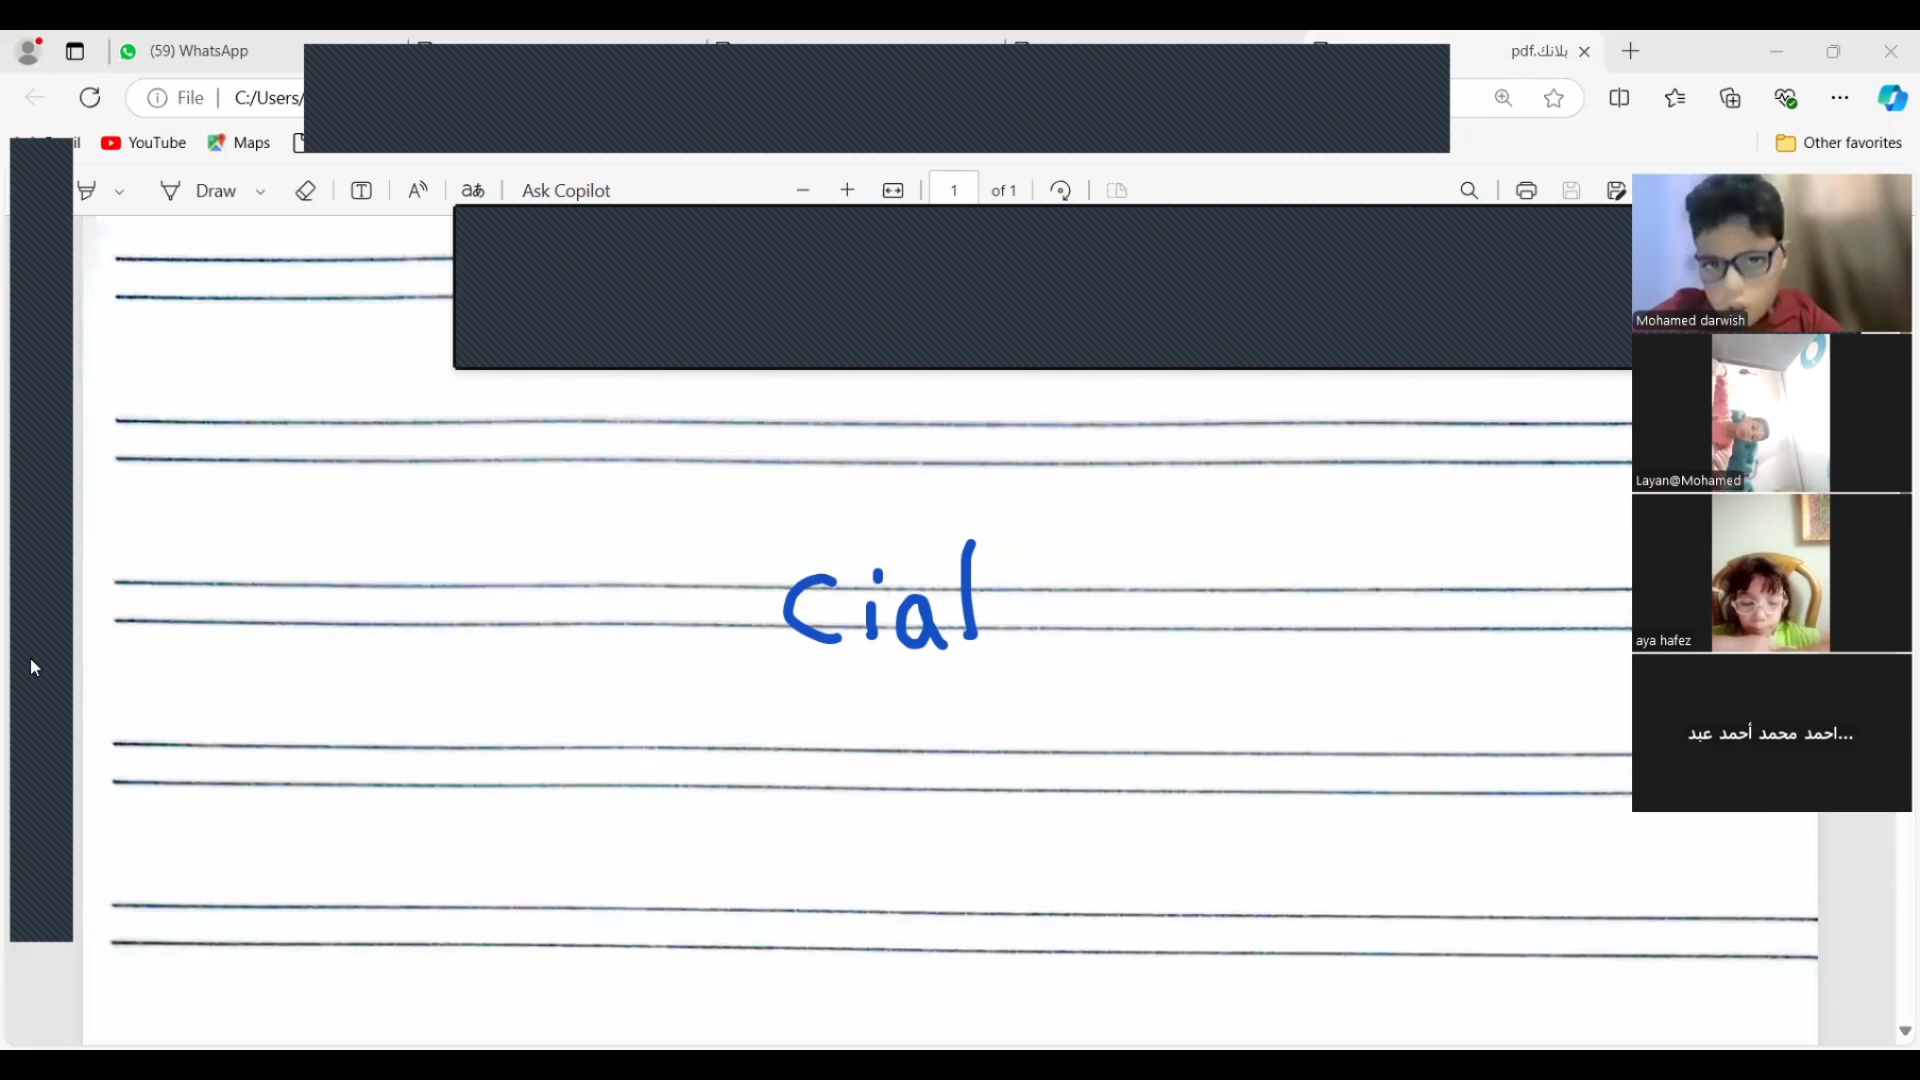 (59) WhatsApp
بلانك.pdf
File
C:/Users/
YouTube
Maps
Other favorites
Draw
Ask Copilot
1 of 1
Mohamed darwish
Layan@Mohamed
cial
aya hafez
احمد محمد أحمد عبد...